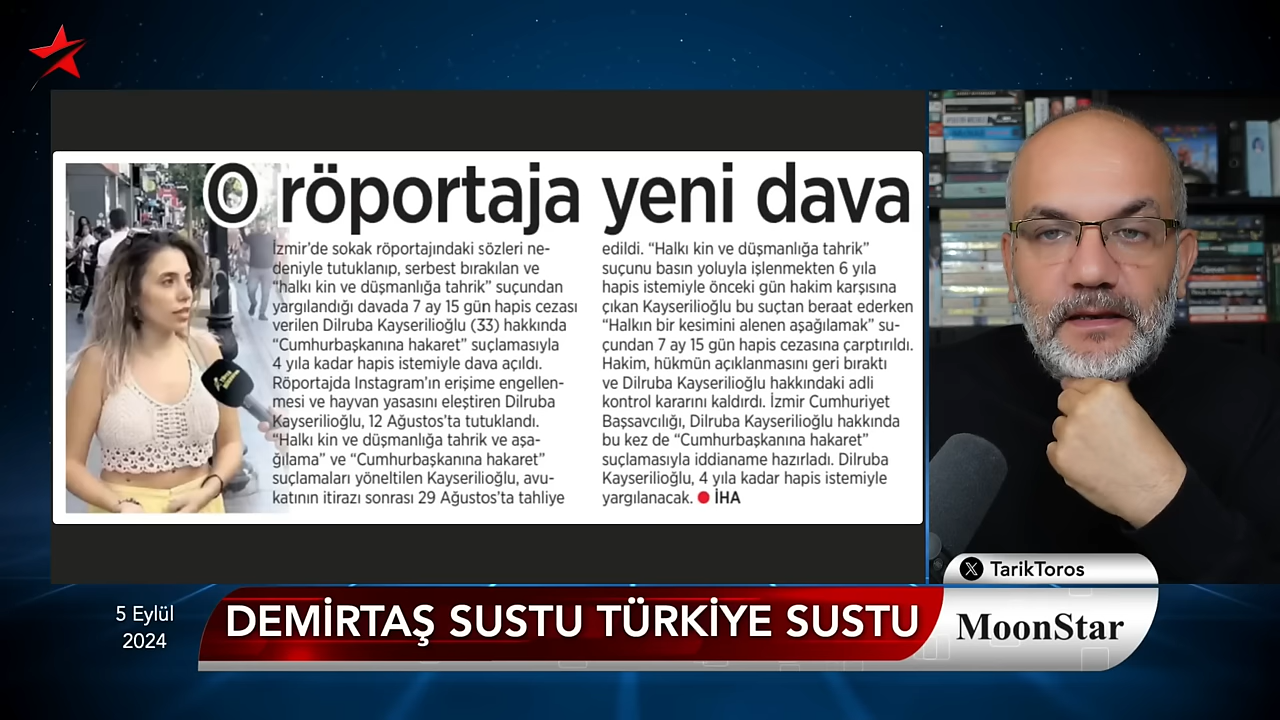 O röportaja yeni dava
İzmir’de sokak röportajındaki sözleri ne-
deniyle tutuklanıp, serbest bırakılan ve
“halkı kin ve düşmanlığa tahrik” suçundan
yargılandığı davada 7 ay 15 gün hapis cezası
verilen Dilruba Kayserilioğlu (33) hakkında
“Cumhurbaşkanına hakaret” suçlamasıyla
4 yıla kadar hapis istemiyle dava açıldı.
Röportajda Instagram’ın erişime engellen-
mesi ve hayvan yasasını eleştiren Dilruba
Kayserilioğlu, 12 Ağustos’ta tutuklandı.
“Halkı kin ve düşmanlığa tahrik ve aşa-
ğılama” ve “Cumhurbaşkanına hakaret”
suçlamaları yöneltilen Kayserilioğlu, avu-
katının itirazı sonrası 29 Ağustos’ta tahliye
edildi. “Halkı kin ve düşmanlığa tahrik”
suçunu basın yoluyla işlenmekten 6 yıla
hapis istemiyle önceki gün hakim karşısına
çıkan Kayserilioğlu bu suçtan beraat ederken
“Halkın bir kesimini alenen aşağılamak” su-
çundan 7 ay 15 gün hapis cezasına çarptırıldı.
Hakim, hükmün açıklanmasını geri bıraktı
ve Dilruba Kayserilioğlu hakkındaki adli
kontrol kararını kaldırdı. İzmir Cumhuriyet
Başsavcılığı, Dilruba Kayserilioğlu hakkında
bu kez de “Cumhurbaşkanına hakaret”
suçlamasıyla iddianame hazırladı. Dilruba
Kayserilioğlu, 4 yıla kadar hapis istemiyle
yargılanacak. İHA
X TarikToros
5 Eylül
2024
DEMİRTAŞ SUSTU TÜRKİYE SUSTU
MoonStar